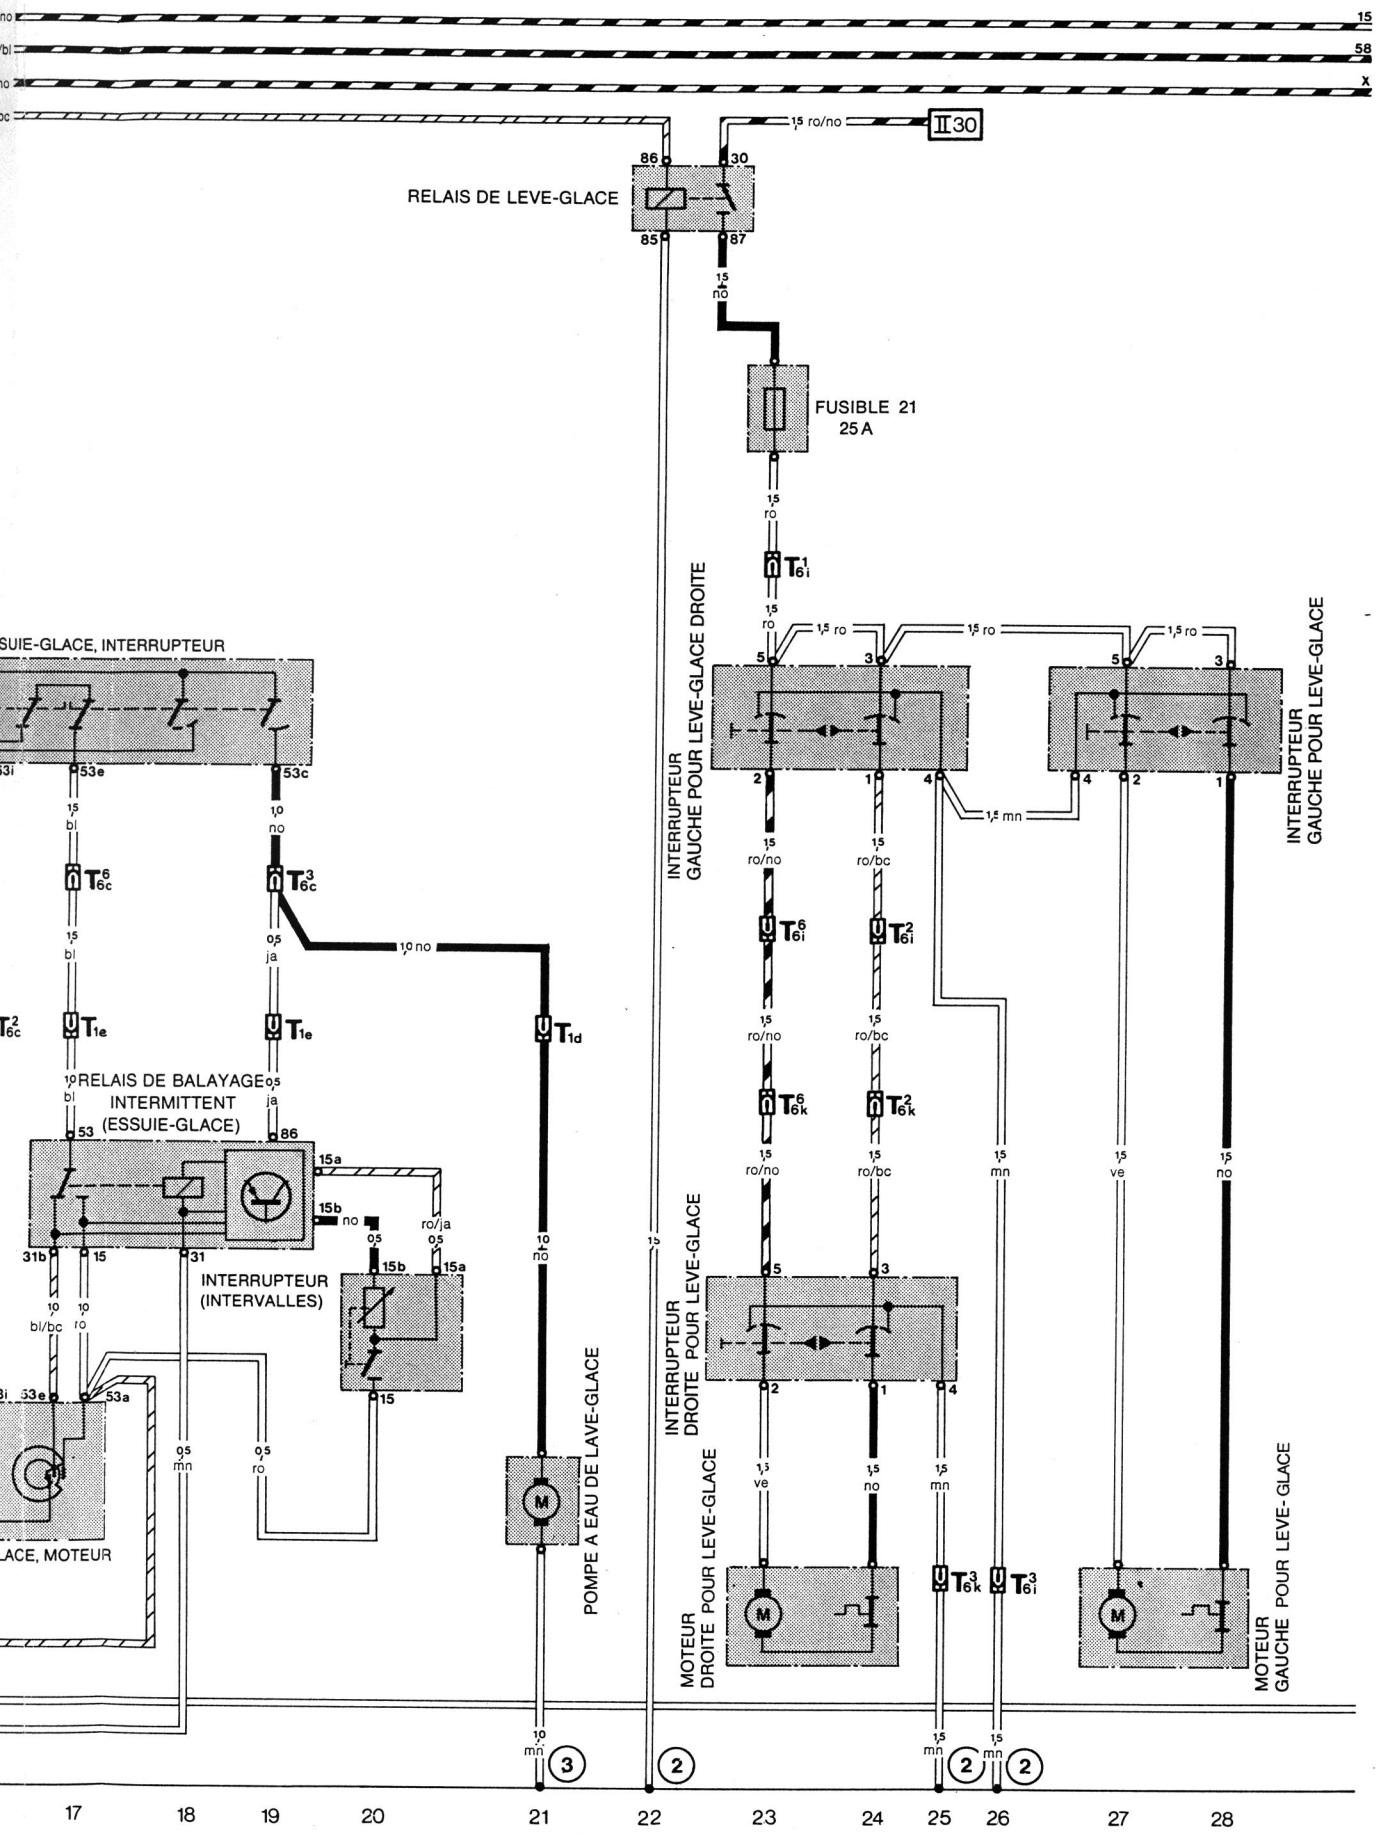 no
15
/bl
58
no
X
bc
1,5 ro/no
II30
86
30
RELAIS DE LEVE-GLACE
85
87
1,5
no
FUSIBLE 21
25 A
1,5
ro
T6i 1
1,5
ro
1,5 ro
1,5 ro
1,5 ro
5
3
5
3
INTERRUPTEUR
GAUCHE POUR LEVE-GLACE DROITE
INTERRUPTEUR
GAUCHE POUR LEVE-GLACE
2
1
4
4
2
1
1,5 mn
SUIE-GLACE, INTERRUPTEUR
53i
53e
53c
1,5
bl
1,0
no
T6c 6
T6c 3
1,5
bl
0,5
ja
1,0 no
T6c 2
T1e
T1e
T1d
1,5
ro/no
1,5
ro/bc
T6i 6
T6i 2
1,5
ro/no
1,5
ro/bc
T6k 6
T6k 2
1,5
ro/no
1,5
ro/bc
1,5
mn
1,5
ve
1,5
no
1,0
bl
RELAIS DE BALAYAGE
INTERMITTENT
(ESSUIE-GLACE)
0,5
ja
53
86
15a
15b
no
0,5
ro/ja
0,5
31b
15
31
INTERRUPTEUR
(INTERVALLES)
15b
15a
15
1,0
bl/bc
1,0
ro
3i
53e
53a
0,5
mn
0,5
ro
LACE, MOTEUR
1,0
no
POMPE A EAU DE LAVE-GLACE
M
1,5
INTERRUPTEUR
DROITE POUR LEVE-GLACE
5
3
2
1
4
1,5
ve
1,5
no
1,5
mn
MOTEUR
DROITE POUR LEVE-GLACE
M
T6k 3
T6i 3
M
MOTEUR
GAUCHE POUR LEVE-GLACE
1,0
mn
3
2
1,5
mn
2
1,5
mn
2
17
18
19
20
21
22
23
24
25
26
27
28